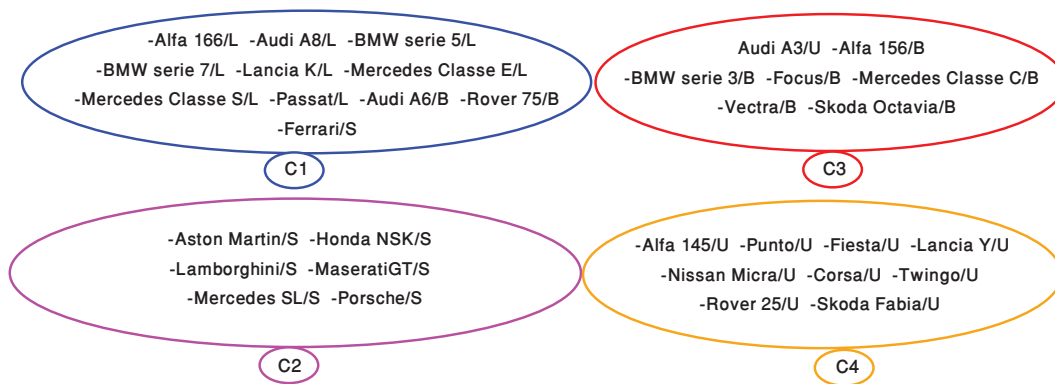 -Alfa 166/L -Audi A8/L -BMW serie 5/L
-BMW serie 7/L -Lancia K/L -Mercedes Classe E/L
-Mercedes Classe S/L -Passat/L -Audi A6/B -Rover 75/B
-Ferrari/S
C1
Audi A3/U -Alfa 156/B
-BMW serie 3/B -Focus/B -Mercedes Classe C/B
-Vectra/B -Skoda Octavia/B
C3
-Aston Martin/S -Honda NSK/S
-Lamborghini/S -MaseratiGT/S
-Mercedes SL/S -Porsche/S
C2
-Alfa 145/U -Punto/U -Fiesta/U -Lancia Y/U
-Nissan Micra/U -Corsa/U -Twingo/U
-Rover 25/U -Skoda Fabia/U
C4